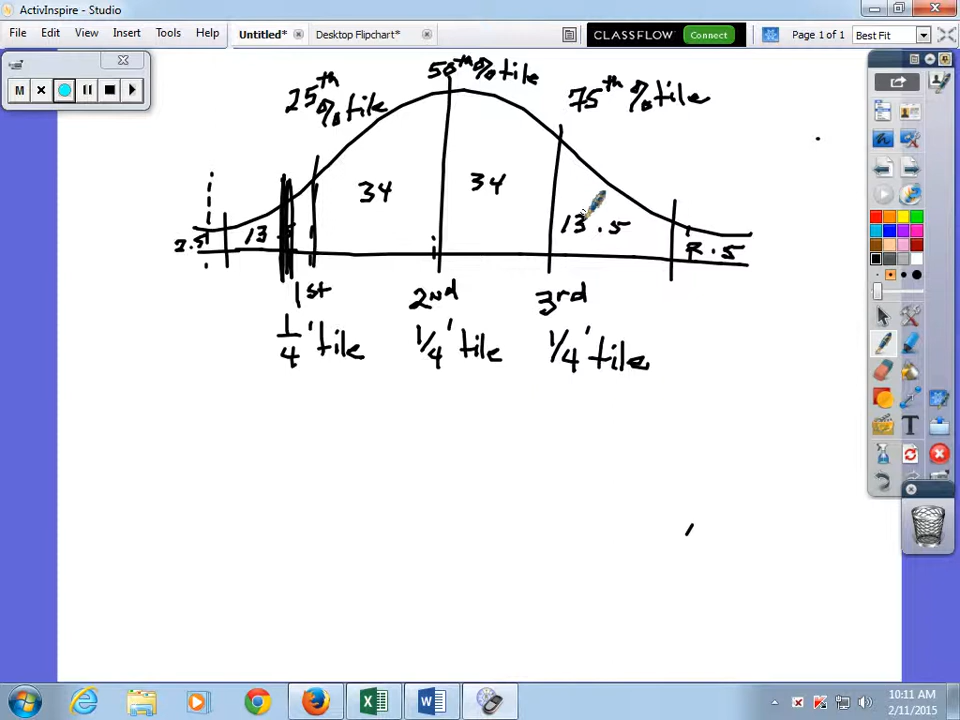 ActivInspire - Studio
File Edit View Insert Tools Help
Untitled* Desktop Flipchart*
CLASSFLOW Connect
Page 1 of 1 Best Fit
M
25th %tile
50th %tile
75th %tile
34 34
2.5 13 13.5 2.5
1st 2nd 3rd
1/4'tile 1/4'tile 1/4'tile
T
10:11 AM
2/11/2015